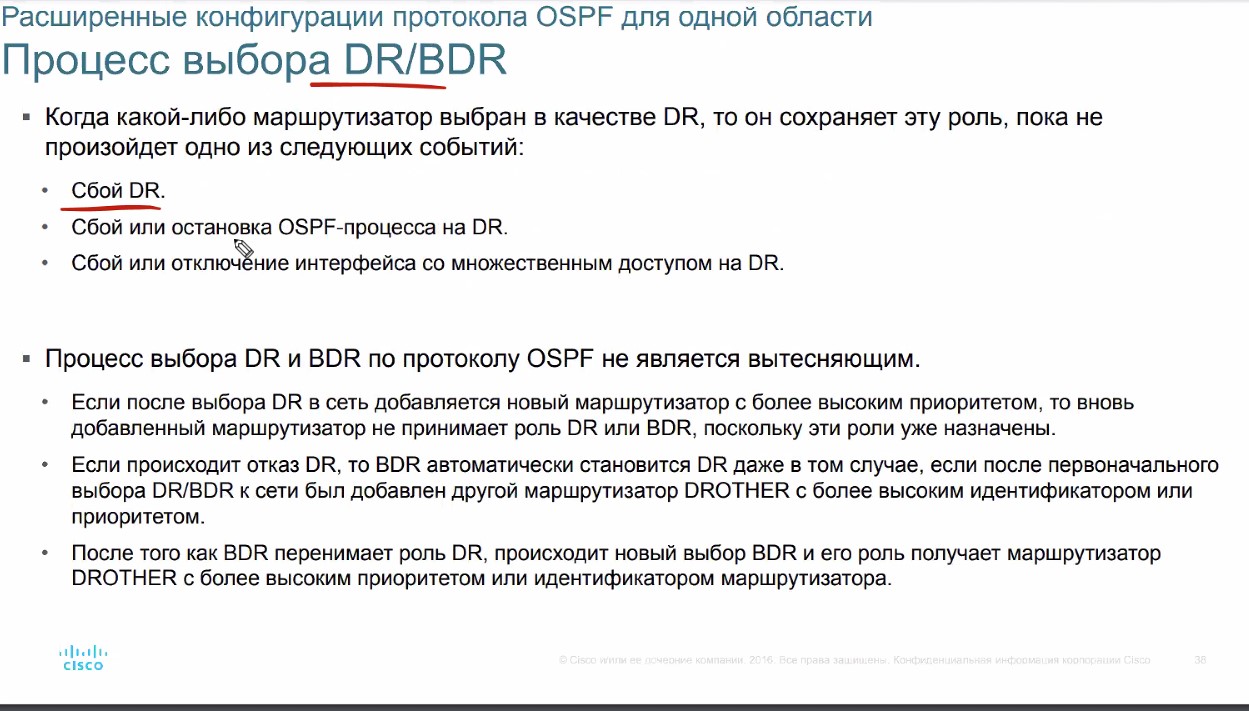 Расширенные конфигурации протокола OSPF для одной области
Процесс выбора DR/BDR
▪ Когда какой-либо маршрутизатор выбран в качестве DR, то он сохраняет эту роль, пока не
произойдет одно из следующих событий:
• Сбой DR.
• Сбой или остановка OSPF-процесса на DR.
• Сбой или отключение интерфейса со множественным доступом на DR.
▪ Процесс выбора DR и BDR по протоколу OSPF не является вытесняющим.
• Если после выбора DR в сеть добавляется новый маршрутизатор с более высоким приоритетом, то вновь
добавленный маршрутизатор не принимает роль DR или BDR, поскольку эти роли уже назначены.
• Если происходит отказ DR, то BDR автоматически становится DR даже в том случае, если после первоначального
выбора DR/BDR к сети был добавлен другой маршрутизатор DROTHER с более высоким идентификатором или
приоритетом.
• После того как BDR перенимает роль DR, происходит новый выбор BDR и его роль получает маршрутизатор
DROTHER с более высоким приоритетом или идентификатором маршрутизатора.
cisco
© Cisco и/или ее дочерние компании, 2016. Все права защищены. Конфиденциальная информация корпорации Cisco 38